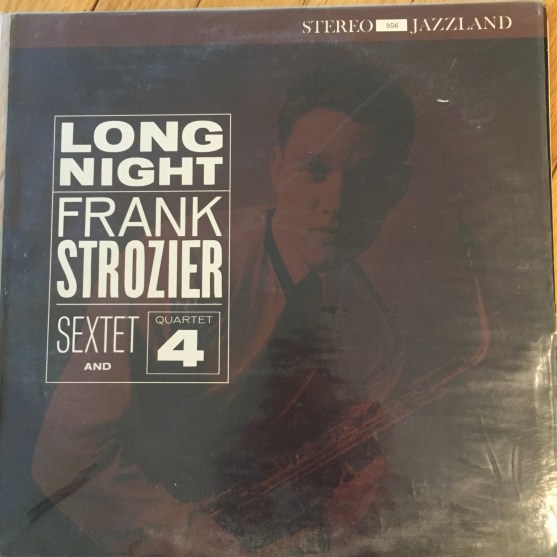 STEREO 956 JAZZLAND
LONG
NIGHT
FRANK
STROZIER
SEXTET
AND
QUARTET
4